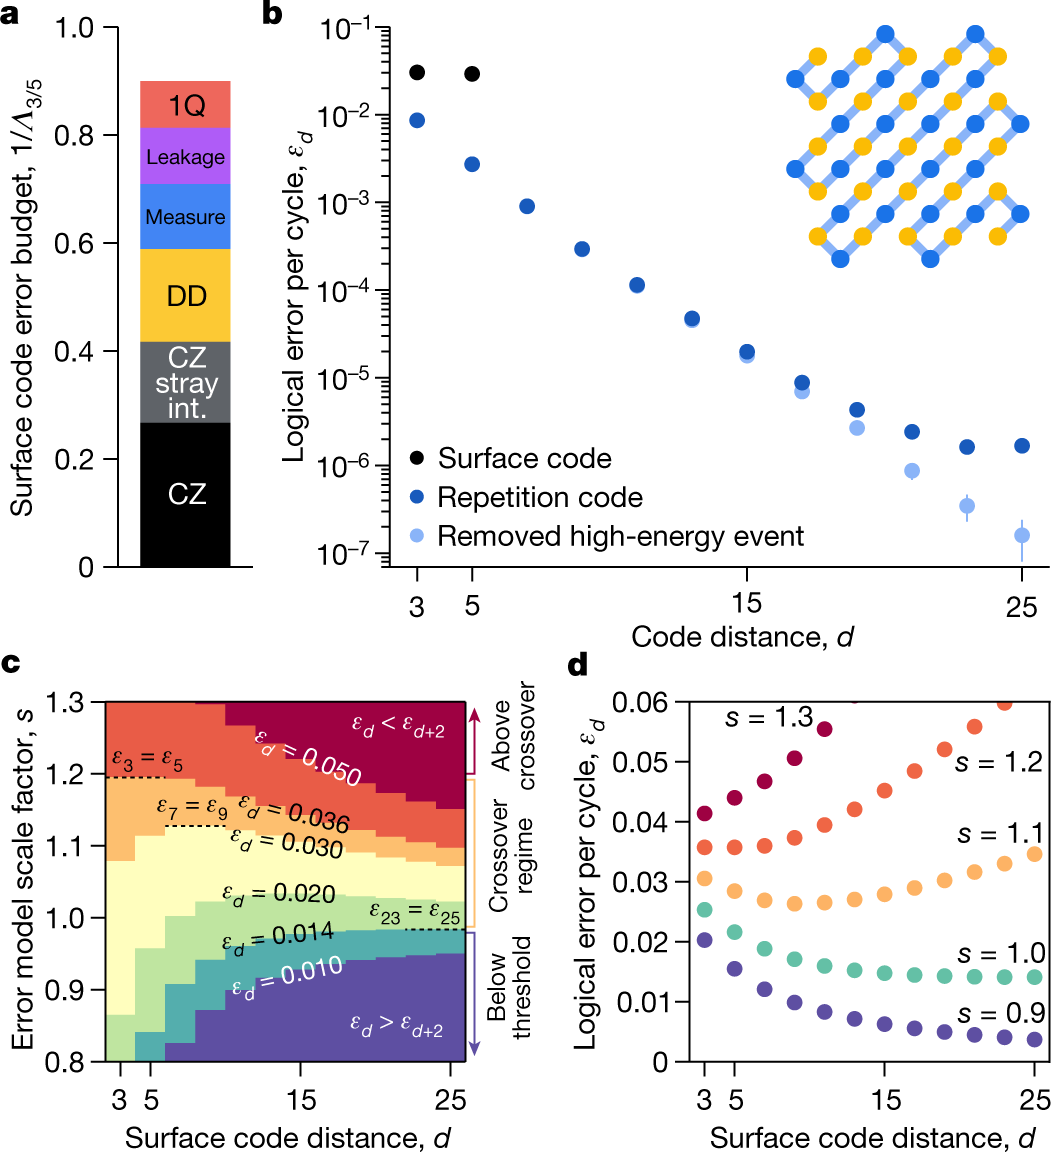 a
Surface code error budget, 1/Λ3/5
1.0
0.8
0.6
0.4
0.2
0
1Q
Leakage
Measure
DD
CZ
stray
int.
CZ
b
Logical error per cycle, εd
10−1
10−2
10−3
10−4
10−5
10−6
10−7
Surface code
Repetition code
Removed high-energy event
3 5 15 25
Code distance, d
c
Error model scale factor, s
1.3
1.2
1.1
1.0
0.9
0.8
εd < εd+2
εd = 0.050
ε3 = ε5
ε7 = ε9
εd = 0.036
εd = 0.030
εd = 0.020
ε23 = ε25
εd = 0.014
εd = 0.010
εd > εd+2
Above
crossover
Crossover
regime
Below
threshold
3 5 15 25
Surface code distance, d
d
Logical error per cycle, εd
0.06
0.05
0.04
0.03
0.02
0.01
0
s = 1.3
s = 1.2
s = 1.1
s = 1.0
s = 0.9
3 5 15 25
Surface code distance, d